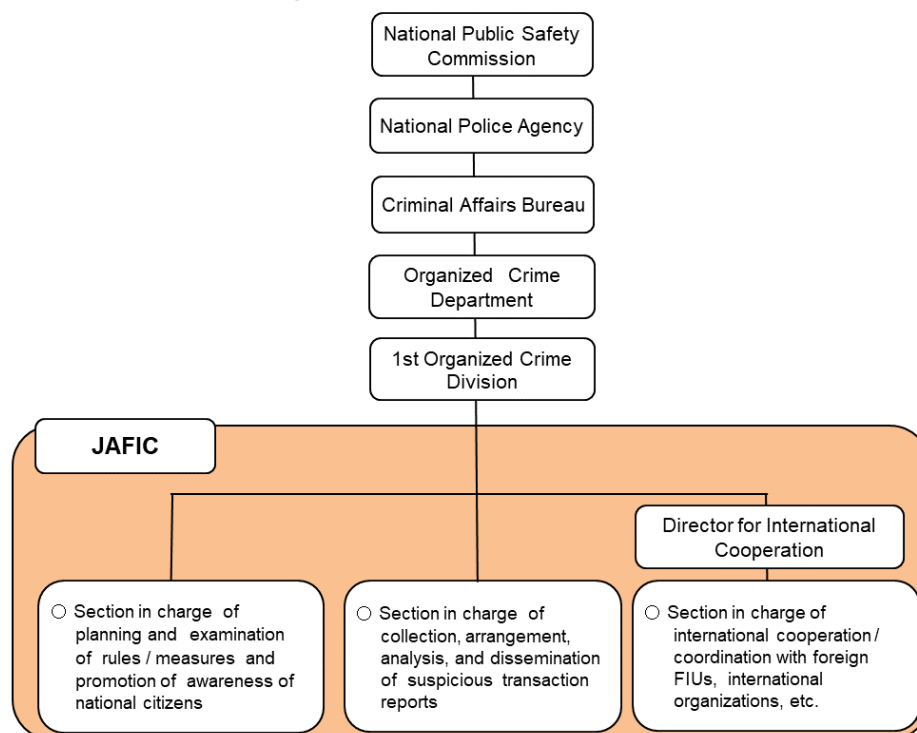 National Public Safety
Commission
National Police Agency
Criminal Affairs Bureau
Organized Crime
Department
1st Organized Crime
Division
JAFIC
Director for International
Cooperation
○ Section in charge of
planning and examination
of rules / measures and
promotion of awareness of
national citizens
○ Section in charge of
collection, arrangement,
analysis, and dissemination
of suspicious transaction
reports
○ Section in charge of
international cooperation /
coordination with foreign
FIUs, international
organizations, etc.